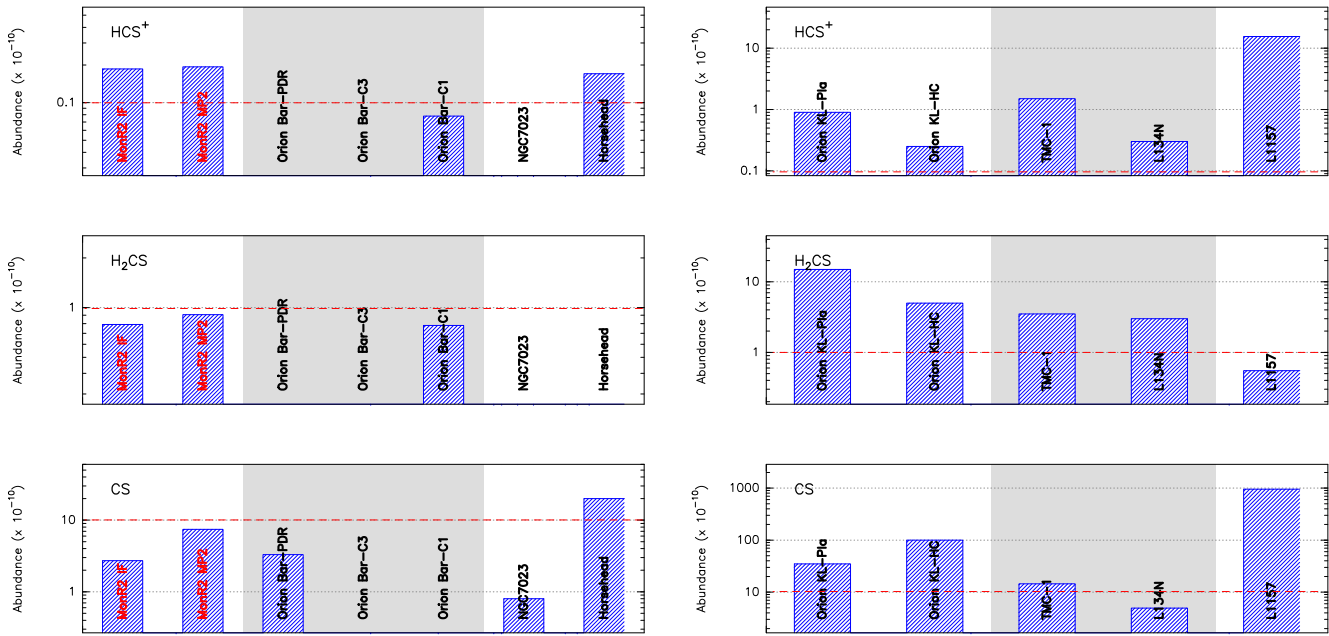 HCS+
Abundance (x 10−10)
0.1
MonR2 IF
MonR2 MP2
Orion Bar−PDR
Orion Bar−C3
Orion Bar−C1
NGC7023
Horsehead
HCS+
Abundance (x 10−10)
10
1
0.1
Orion KL−Pla
Orion KL−HC
TMC−1
L134N
L1157
H2CS
Abundance (x 10−10)
1
MonR2 IF
MonR2 MP2
Orion Bar−PDR
Orion Bar−C3
Orion Bar−C1
NGC7023
Horsehead
H2CS
Abundance (x 10−10)
10
1
Orion KL−Pla
Orion KL−HC
TMC−1
L134N
L1157
CS
Abundance (x 10−10)
10
1
MonR2 IF
MonR2 MP2
Orion Bar−PDR
Orion Bar−C3
Orion Bar−C1
NGC7023
Horsehead
CS
Abundance (x 10−10)
1000
100
10
Orion KL−Pla
Orion KL−HC
TMC−1
L134N
L1157